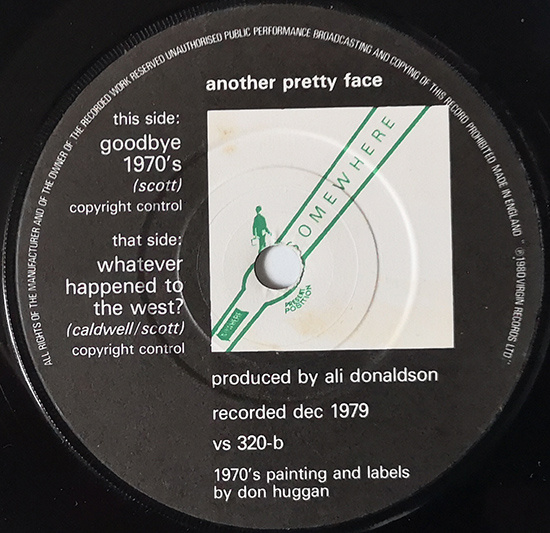 ALL RIGHTS OF THE MANUFACTURER AND OF THE OWNER OF THE RECORDED WORK RESERVED UNAUTHORISED PUBLIC PERFORMANCE BROADCASTING AND COPYING OF THIS RECORD PROHIBITED MADE IN ENGLAND "℗1980 VIRGIN RECORDS LTD"
another pretty face
this side:
goodbye
1970's
(scott)
copyright control
that side:
whatever
happened to
the west?
(caldwell/scott)
copyright control
SOMEWHERE
PRESENT
POSITION
produced by ali donaldson
recorded dec 1979
vs 320-b
1970's painting and labels
by don huggan